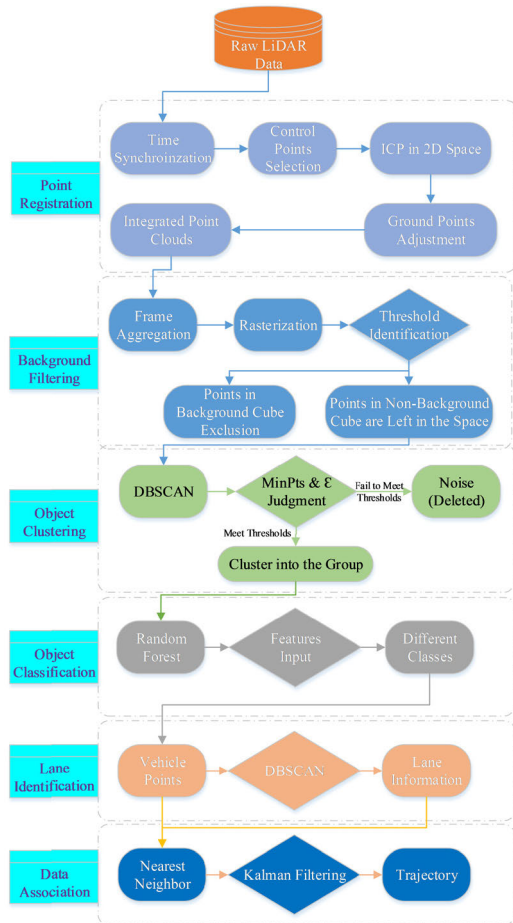 Raw LiDAR
Data
Point
Registration
Time
Synchroinzation
Control
Points
Selection
ICP in 2D Space
Integrated Point
Clouds
Ground Points
Adjustment
Background
Filtering
Frame
Aggregation
Rasterization
Threshold
Identification
Points in
Background Cube
Exclusion
Points in Non-Background
Cube are Left in the Space
Object
Clustering
DBSCAN
MinPts & Ɛ
Judgment
Fail to Meet
Thresholds
Noise
(Deleted)
Meet Thresholds
Cluster into the Group
Object
Classification
Random
Forest
Features
Input
Different
Classes
Lane
Identification
Vehicle
Points
DBSCAN
Lane
Information
Data
Association
Nearest
Neighbor
Kalman Filtering
Trajectory